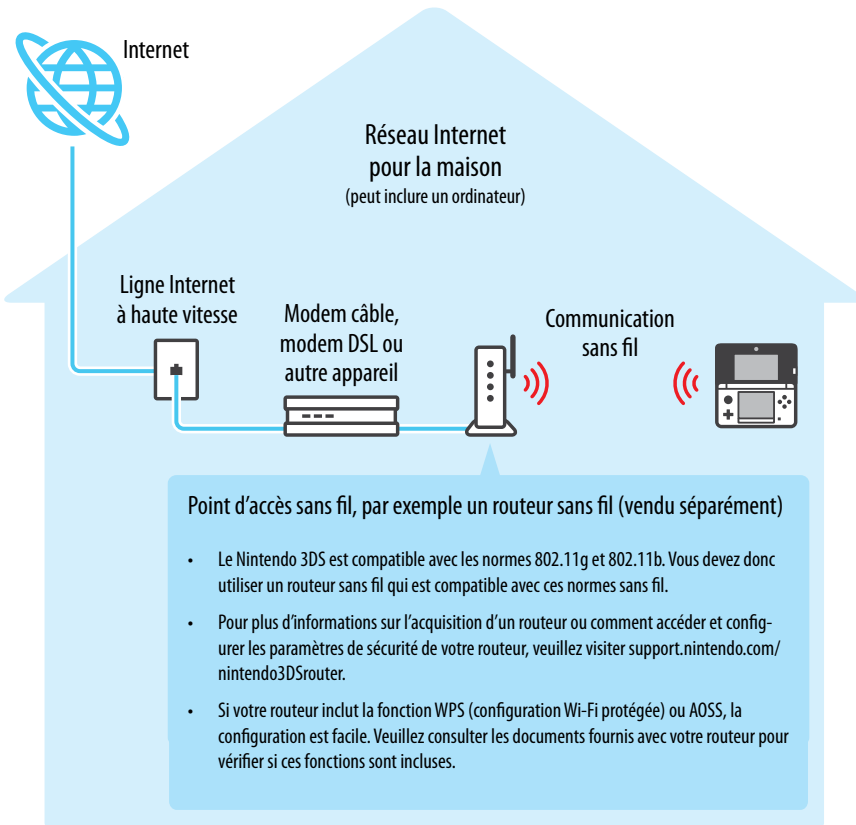 Internet
Réseau Internet
pour la maison
(peut inclure un ordinateur)
Ligne Internet
à haute vitesse
Modem câble,
modem DSL ou
autre appareil
Communication
sans fil
Point d'accès sans fil, par exemple un routeur sans fil (vendu séparément)
• Le Nintendo 3DS est compatible avec les normes 802.11g et 802.11b. Vous devez donc
utiliser un routeur sans fil qui est compatible avec ces normes sans fil.
• Pour plus d'informations sur l'acquisition d'un routeur ou comment accéder et config-
urer les paramètres de sécurité de votre routeur, veuillez visiter support.nintendo.com/
nintendo3DSrouter.
• Si votre routeur inclut la fonction WPS (configuration Wi-Fi protégée) ou AOSS, la
configuration est facile. Veuillez consulter les documents fournis avec votre routeur pour
vérifier si ces fonctions sont incluses.